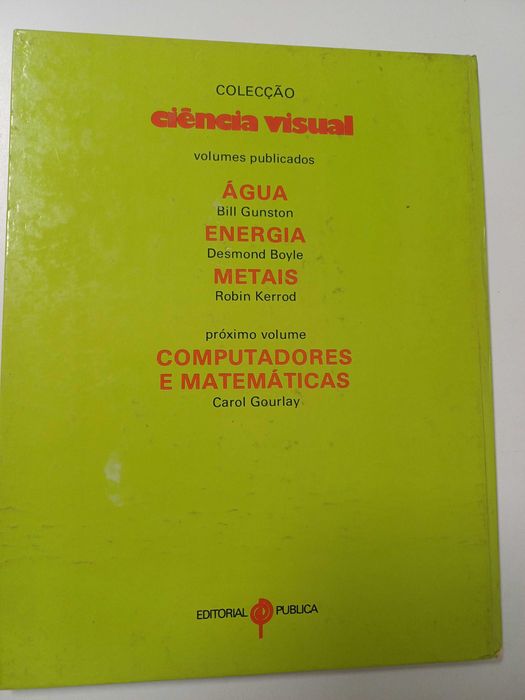 COLECÇÃO
ciência visual
volumes publicados
ÁGUA
Bill Gunston
ENERGIA
Desmond Boyle
METAIS
Robin Kerrod
próximo volume
COMPUTADORES
E MATEMÁTICAS
Carol Gourlay
EDITORIAL PUBLICA